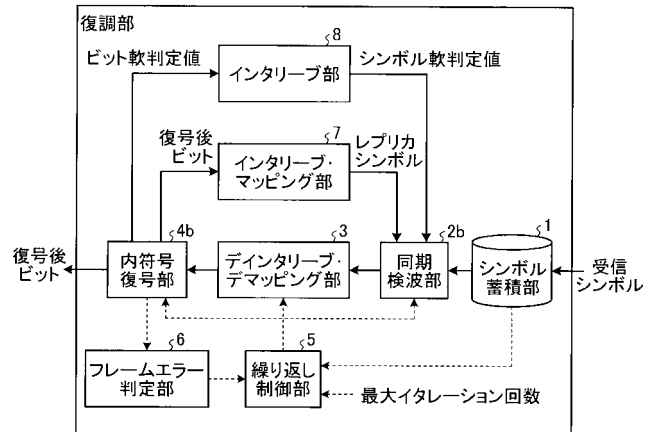 復調部
8
ビット軟判定値
インタリーブ部
シンボル軟判定値
7
復号後
ビット
インタリーブ・
マッピング部
レプリカ
シンボル
4b
3
2b
1
復号後
ビット
内符号
復号部
デインタリーブ・
デマッピング部
同期
検波部
シンボル
蓄積部
受信
シンボル
6
5
フレームエラー
判定部
繰り返し
制御部
最大イタレーション回数